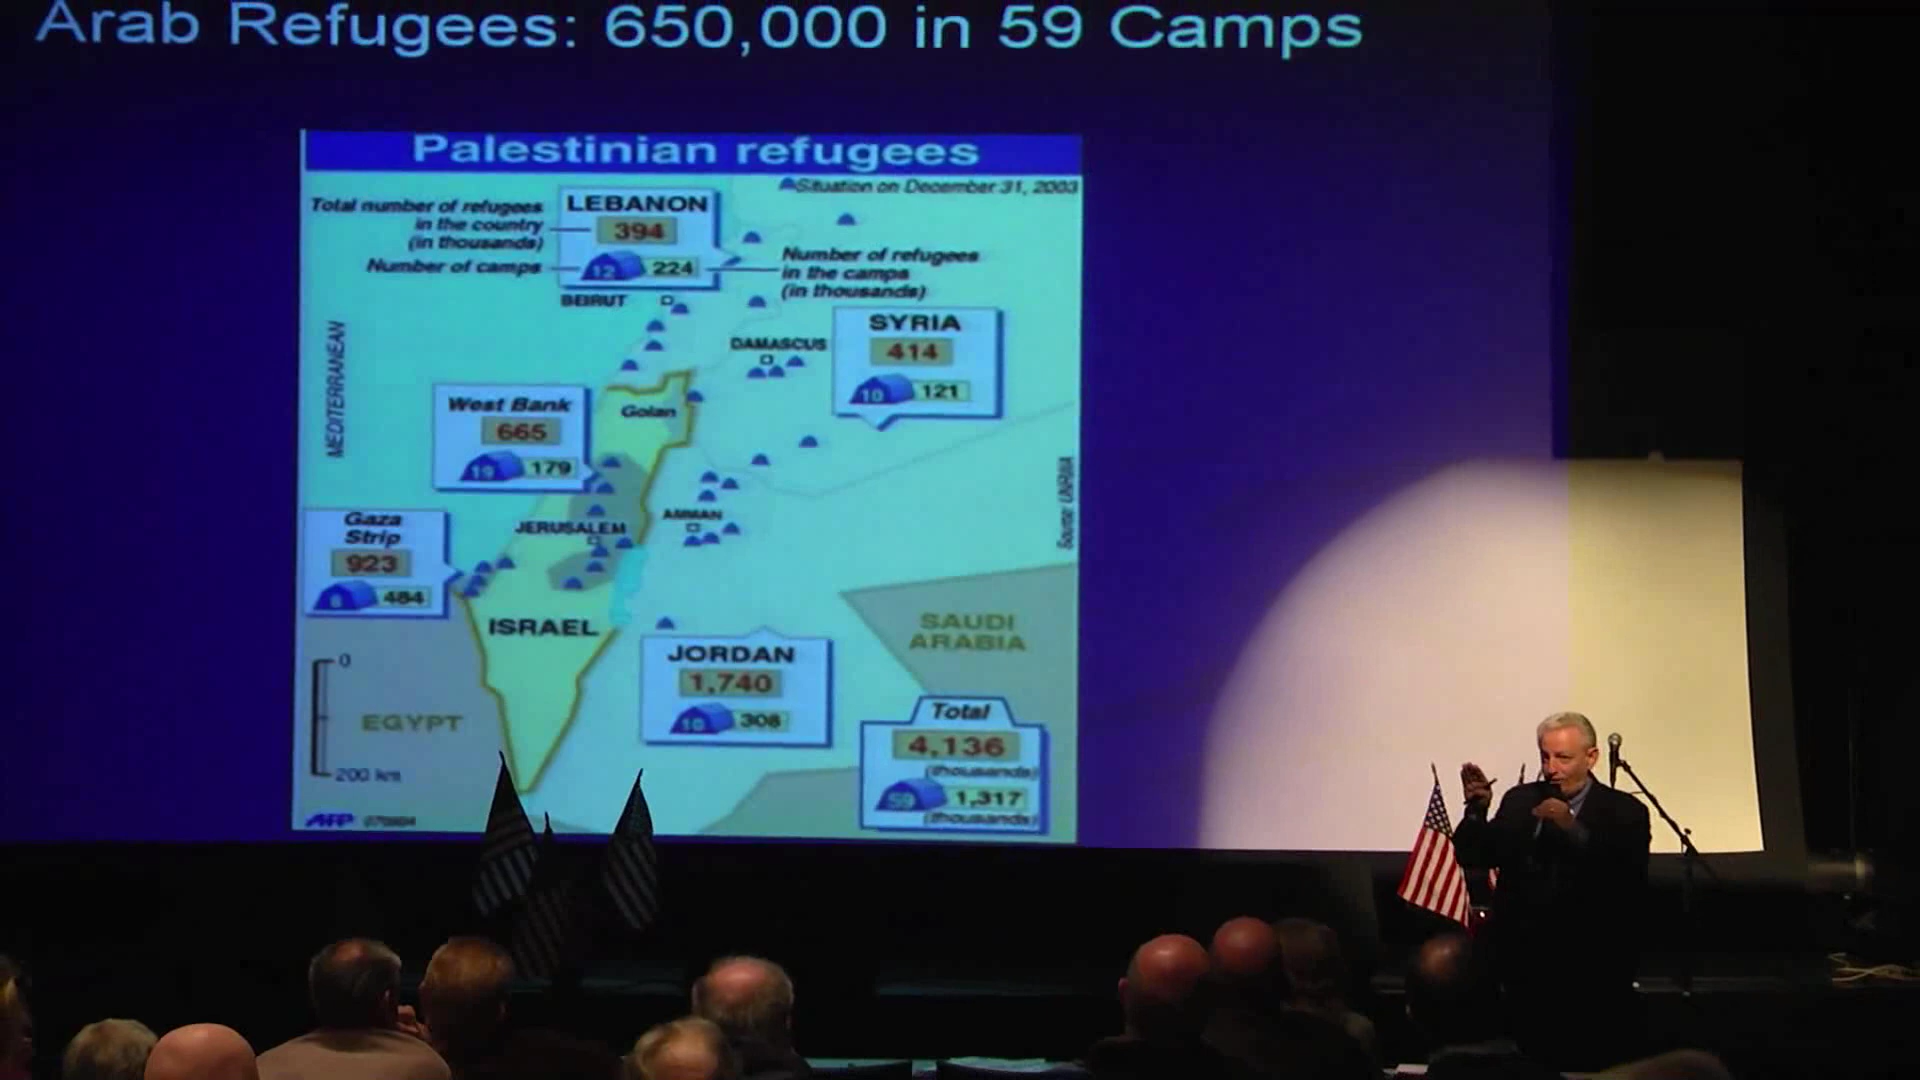 Arab Refugees: 650,000 in 59 Camps
Palestinian refugees
Situation on December 31, 2003
Total number of refugees
in the country
(in thousands)
Number of camps
LEBANON
394
12 224
Number of refugees
in the camps
(in thousands)
BEIRUT
MEDITERRANEAN
DAMASCUS
SYRIA
414
10 121
West Bank
665
19 179
Golan
Source UNRWA
Gaza
Strip
923
8 484
JERUSALEM
AMMAN
ISRAEL
SAUDI
ARABIA
JORDAN
1,740
10 308
0
EGYPT
200 km
Total
4,136
(thousands)
59 1,317
(thousands)
AFP